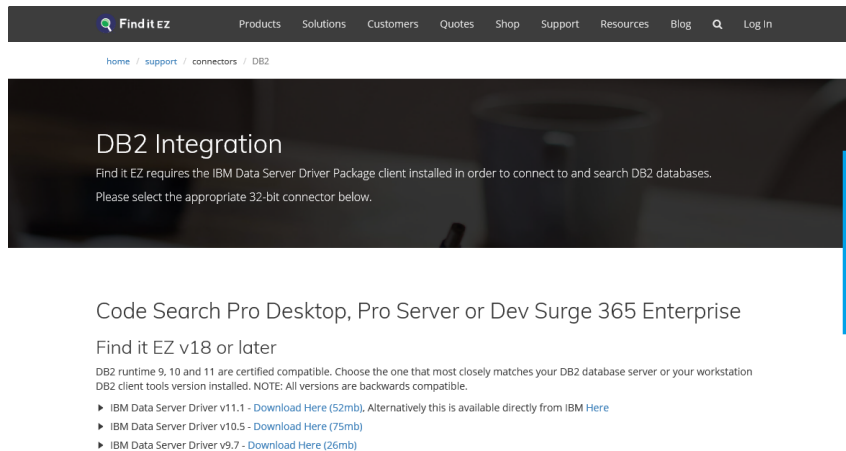 Find it EZ
Products Solutions Customers Quotes Shop Support Resources Blog Log In
home / support / connectors / DB2
DB2 Integration
Find it EZ requires the IBM Data Server Driver Package client installed in order to connect to and search DB2 databases.
Please select the appropriate 32-bit connector below.
Code Search Pro Desktop, Pro Server or Dev Surge 365 Enterprise
Find it EZ v18 or later
DB2 runtime 9, 10 and 11 are certified compatible. Choose the one that most closely matches your DB2 database server or your workstation
DB2 client tools version installed. NOTE: All versions are backwards compatible.
IBM Data Server Driver v11.1 - Download Here (52mb), Alternatively this is available directly from IBM Here
IBM Data Server Driver v10.5 - Download Here (75mb)
IBM Data Server Driver v9.7 - Download Here (26mb)